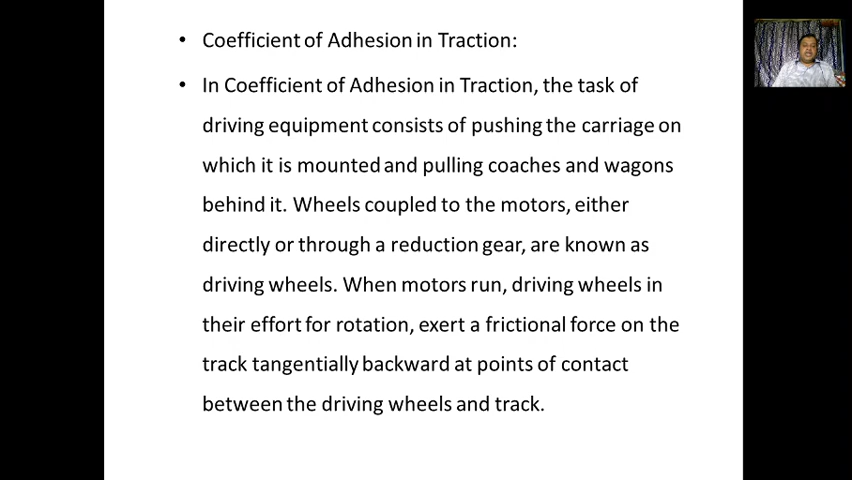 • Coefficient of Adhesion in Traction:
• In Coefficient of Adhesion in Traction, the task of
driving equipment consists of pushing the carriage on
which it is mounted and pulling coaches and wagons
behind it. Wheels coupled to the motors, either
directly or through a reduction gear, are known as
driving wheels. When motors run, driving wheels in
their effort for rotation, exert a frictional force on the
track tangentially backward at points of contact
between the driving wheels and track.